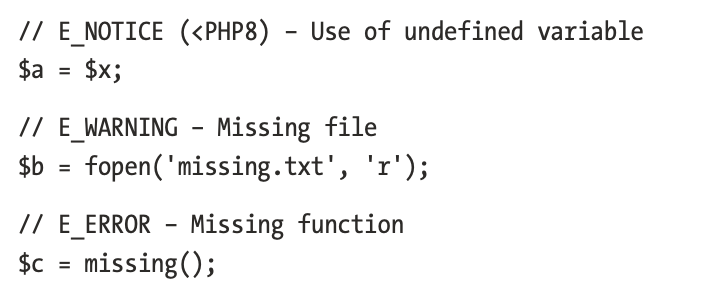 // E_NOTICE (<PHP8) – Use of undefined variable
$a = $x;
// E_WARNING – Missing file
$b = fopen('missing.txt', 'r');
// E_ERROR – Missing function
$c = missing();